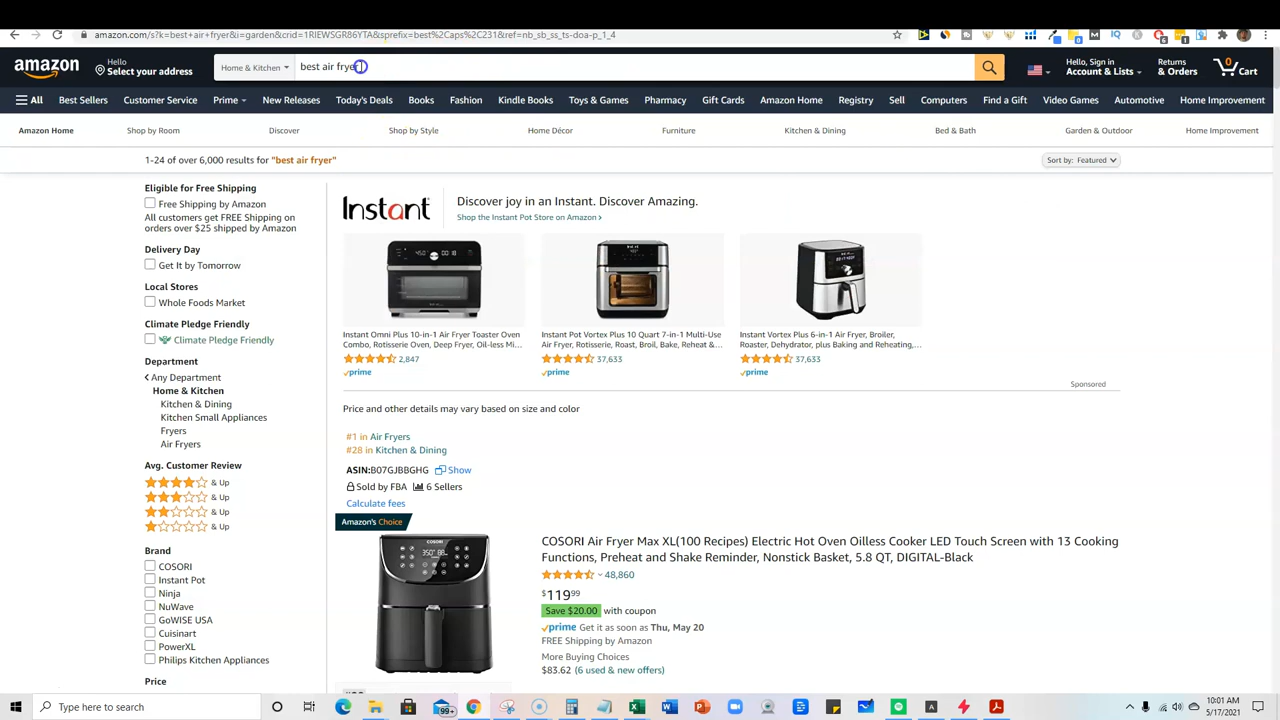 amazon.com/s?k=best+air+fryer&i=garden&crid=1RIEWSGR86YTA&sprefix=best%2Caps%2C231&ref=nb_sb_ss_ts-doa-p_1_4
amazon
Hello
Select your address
Home & Kitchen
best air fryer
Hello, Sign in
Account & Lists
Returns
& Orders
0
Cart
All
Best Sellers
Customer Service
Prime
New Releases
Today's Deals
Books
Fashion
Kindle Books
Toys & Games
Pharmacy
Gift Cards
Amazon Home
Registry
Sell
Computers
Find a Gift
Video Games
Automotive
Home Improvement
Amazon Home
Shop by Room
Discover
Shop by Style
Home Décor
Furniture
Kitchen & Dining
Bed & Bath
Garden & Outdoor
Home Improvement
1-24 of over 6,000 results for "best air fryer"
Sort by: Featured
Eligible for Free Shipping
Free Shipping by Amazon
All customers get FREE Shipping on
orders over $25 shipped by Amazon
Delivery Day
Get It by Tomorrow
Local Stores
Whole Foods Market
Climate Pledge Friendly
Climate Pledge Friendly
Department
Any Department
Home & Kitchen
Kitchen & Dining
Kitchen Small Appliances
Fryers
Air Fryers
Avg. Customer Review
& Up
& Up
& Up
& Up
Brand
COSORI
Instant Pot
Ninja
NuWave
GoWISE USA
Cuisinart
PowerXL
Philips Kitchen Appliances
Price
Instant
Discover joy in an Instant. Discover Amazing.
Shop the Instant Pot Store on Amazon ›
Instant Omni Plus 10-in-1 Air Fryer Toaster Oven
Combo, Rotisserie Oven, Deep Fryer, Oil-less Mi…
2,847
prime
Instant Pot Vortex Plus 10 Quart 7-in-1 Multi-Use
Air Fryer, Rotisserie, Roast, Broil, Bake, Reheat &…
37,633
prime
Instant Vortex Plus 6-in-1 Air Fryer, Broiler,
Roaster, Dehydrator, plus Baking and Reheating,…
37,633
prime
Sponsored
Price and other details may vary based on size and color
#1 in Air Fryers
#28 in Kitchen & Dining
ASIN:B07GJBBGHG Show
Sold by FBA 6 Sellers
Calculate fees
Amazon's Choice
COSORI
COSORI Air Fryer Max XL(100 Recipes) Electric Hot Oven Oilless Cooker LED Touch Screen with 13 Cooking
Functions, Preheat and Shake Reminder, Nonstick Basket, 5.8 QT, DIGITAL-Black
48,860
$119.99
Save $20.00 with coupon
prime Get it as soon as Thu, May 20
FREE Shipping by Amazon
More Buying Choices
$83.62 (6 used & new offers)
Type here to search
99+
10:01 AM
5/17/2021